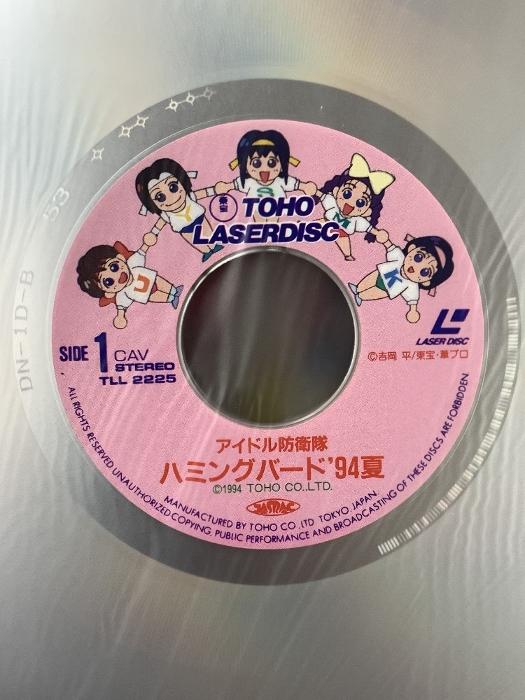 TOHO
LASERDISC
U
Y
S
M
K
SIDE 1 CAV
STEREO
TLL 2225
LASER DISC
©吉岡 平/東宝・葦プロ
アイドル防衛隊
ハミングバード'94夏
©1994 TOHO CO.,LTD.
JASRAC
MANUFACTURED BY TOHO CO.,LTD TOKYO JAPAN
ALL RIGHTS RESERVED UNAUTHORIZED COPYING, PUBLIC PERFORMANCE AND BROADCASTING OF THESE DISCS ARE FORBIDDEN.
DN-1D-B
53